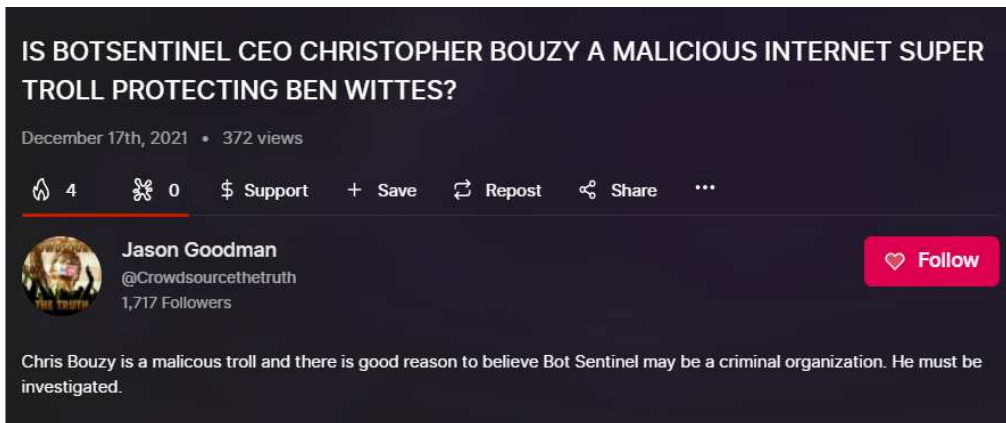 IS BOTSENTINEL CEO CHRISTOPHER BOUZY A MALICIOUS INTERNET SUPER
TROLL PROTECTING BEN WITTES?
December 17th, 2021 • 372 views
4 0 $ Support + Save Repost Share •••
Jason Goodman
@Crowdsourcethetruth
1,717 Followers
Follow
THE TRUTH
Chris Bouzy is a malicous troll and there is good reason to believe Bot Sentinel may be a criminal organization. He must be
investigated.